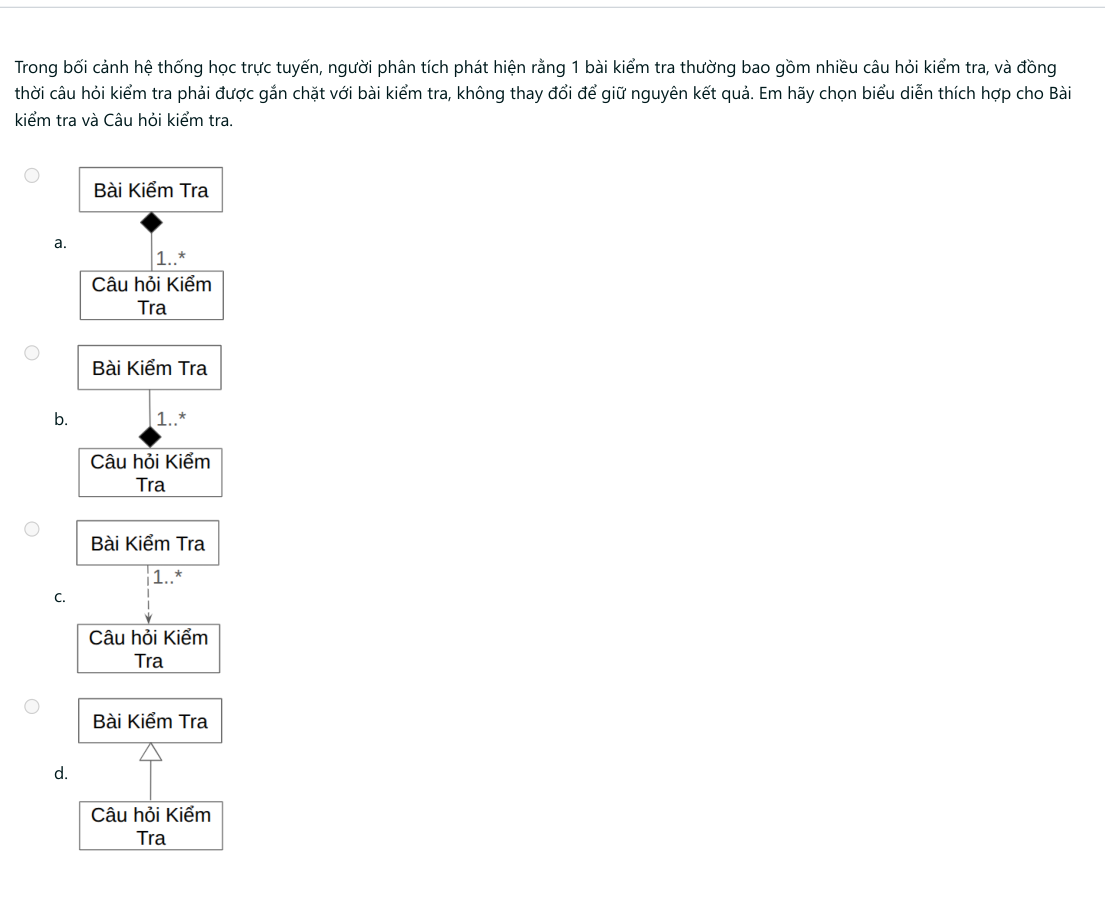 Trong bối cảnh hệ thống học trực tuyến, người phân tích phát hiện rằng 1 bài kiểm tra thường bao gồm nhiều câu hỏi kiểm tra, và đồng
thời câu hỏi kiểm tra phải được gắn chặt với bài kiểm tra, không thay đổi để giữ nguyên kết quả. Em hãy chọn biểu diễn thích hợp cho Bài
kiểm tra và Câu hỏi kiểm tra.
Bài Kiểm Tra
a.
1..*
Câu hỏi Kiểm
Tra
Bài Kiểm Tra
b.
1..*
Câu hỏi Kiểm
Tra
Bài Kiểm Tra
1..*
c.
Câu hỏi Kiểm
Tra
Bài Kiểm Tra
d.
Câu hỏi Kiểm
Tra